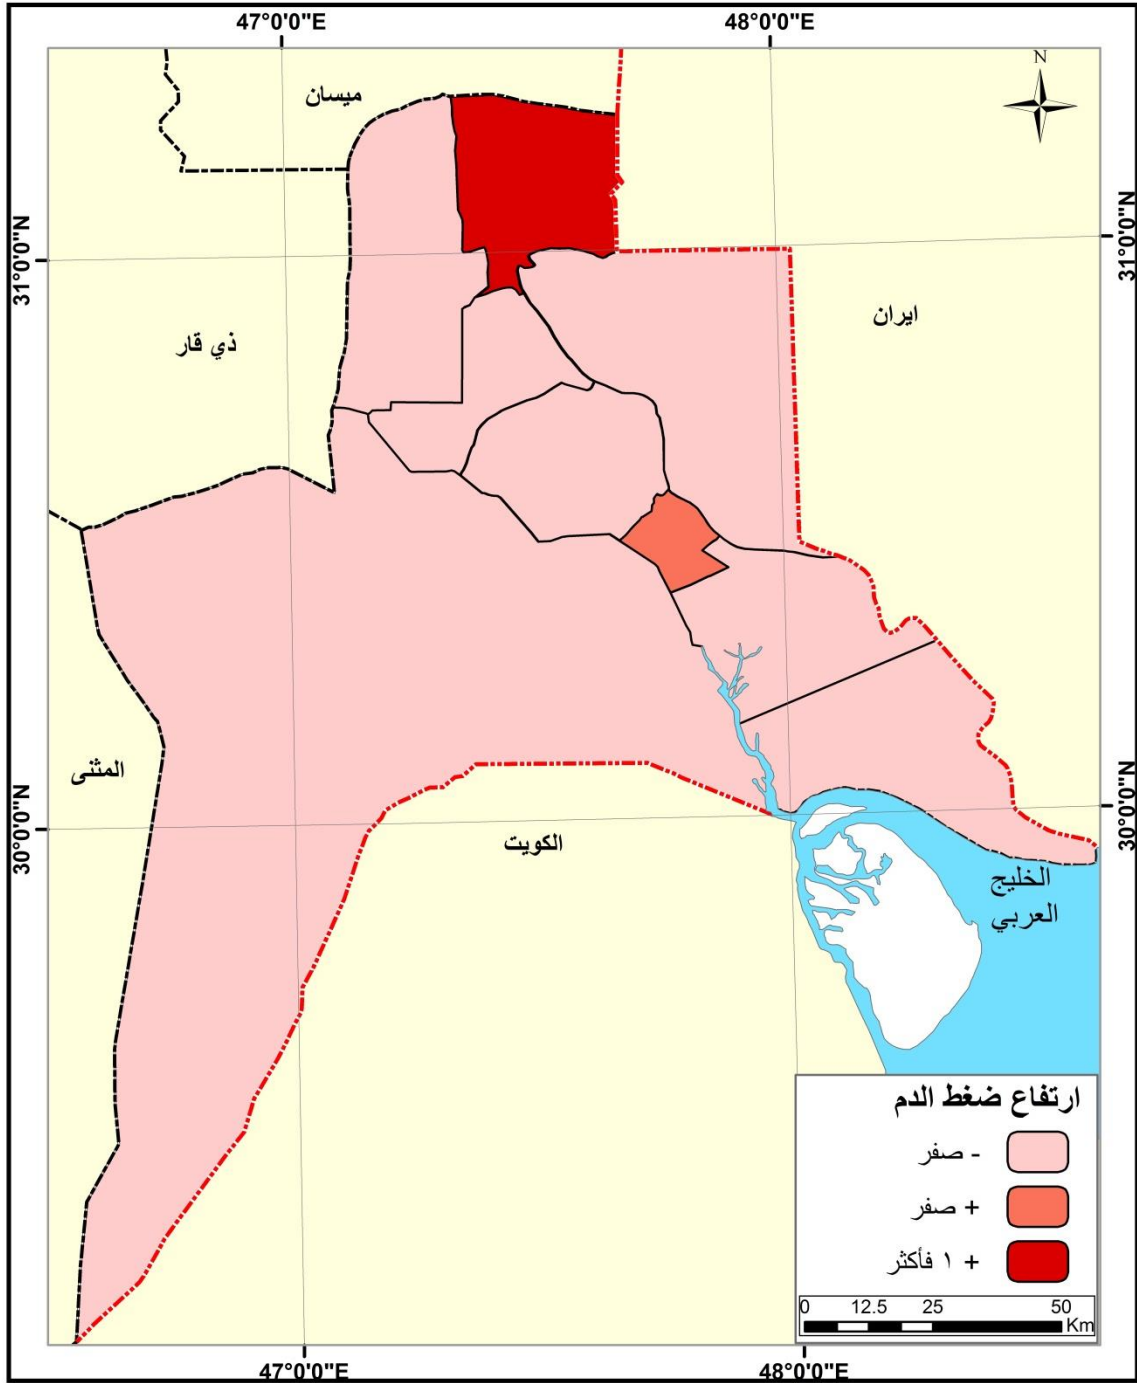 47°0'0"E
48°0'0"E
N
ميسان
31°0'0"N
31°0'0"N
ايران
ذي قار
المثنى
30°0'0"N
30°0'0"N
الكويت
الخليج
العربي
ارتفاع ضغط الدم
- صفر
+ صفر
+ ١ فأكثر
0 12.5 25 50
Km
47°0'0"E
48°0'0"E